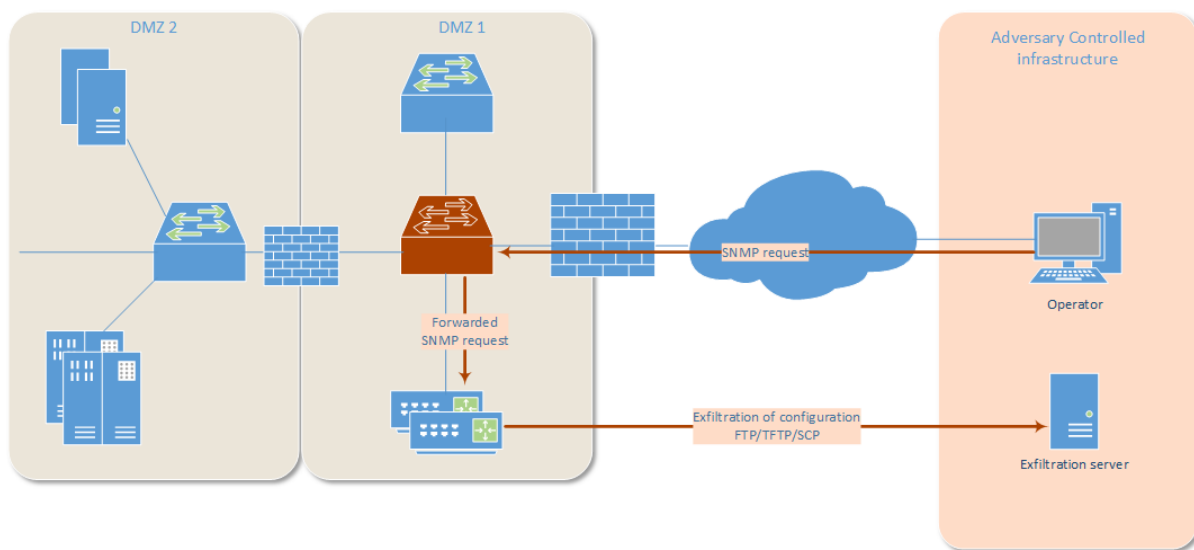 DMZ 2
DMZ 1
Adversary Controlled
infrastructure
SNMP request
Operator
Forwarded
SNMP request
Exfiltration of configuration
FTP/TFTP/SCP
Exfiltration server